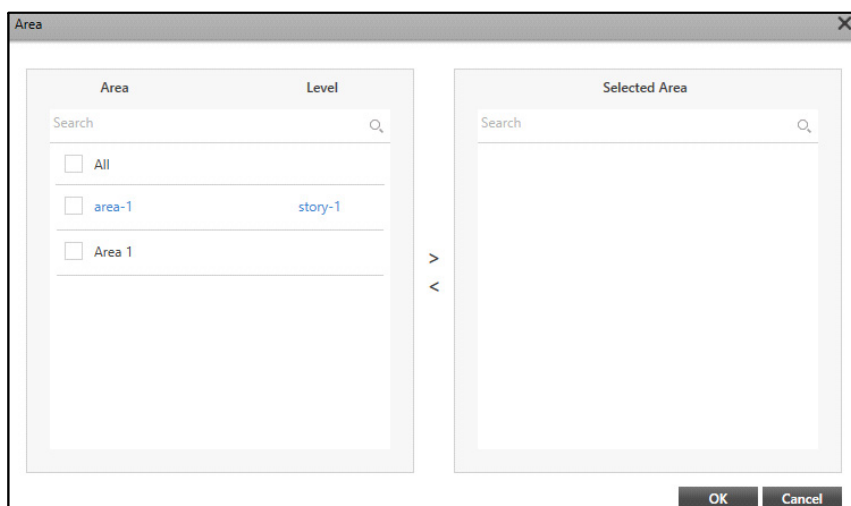 Area
Area Level
Search
All
area-1 story-1
Area 1
>
<
Selected Area
Search
OK Cancel